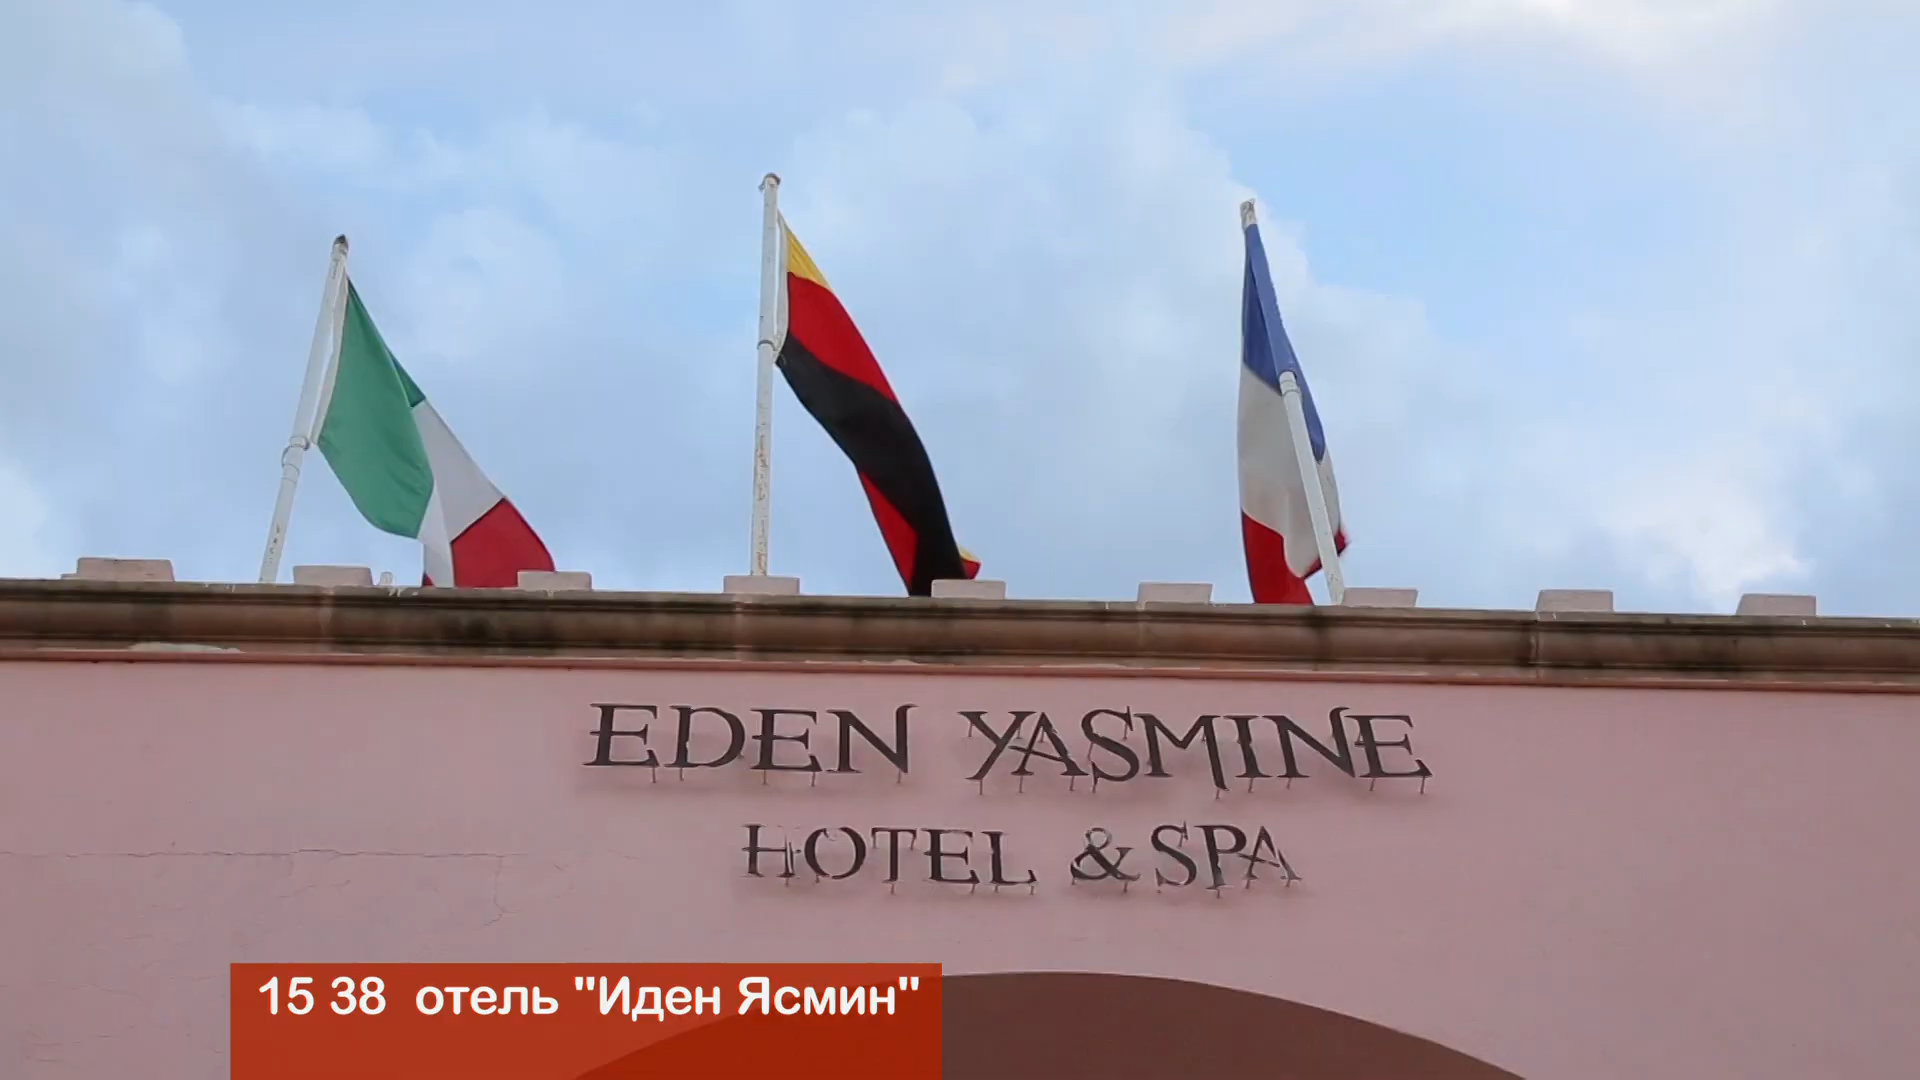 EDEN YASMINE
HOTEL & SPA
15 38 отель "Иден Ясмин"